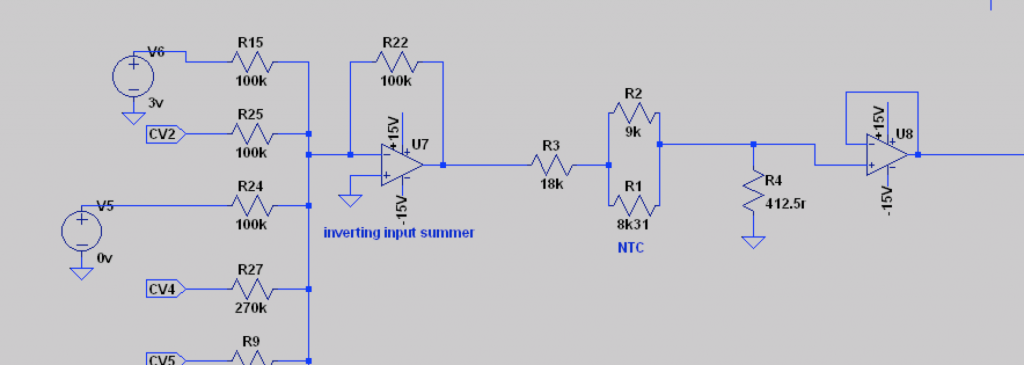 V6
3v
R15
100k
CV2
R25
100k
V5
0v
R24
100k
CV4
R27
270k
CV5
R9
R22
100k
+15V
U7
-15V
inverting input summer
R3
18k
R2
9k
R1
8k31
NTC
R4
412.5r
+15V
U8
-15V